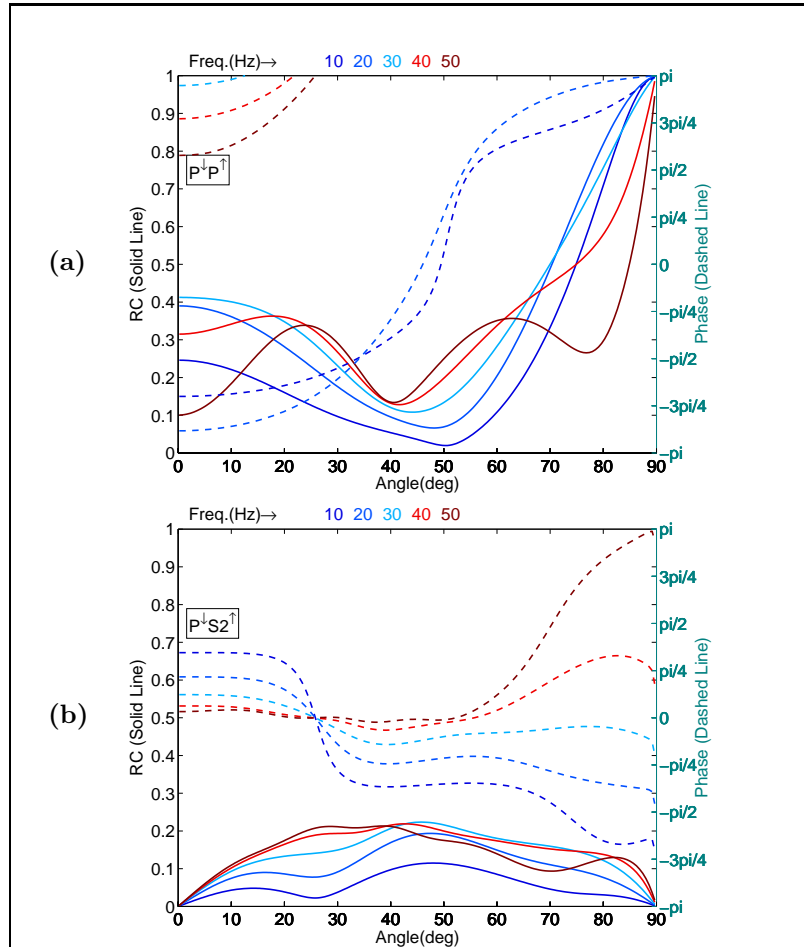 Freq.(Hz)→ 10 20 30 40 50
1 pi
0.9 3pi/4
0.8 pi/2
P↓P↑
0.7 pi/4
0.6
0.5 0
0.4 −pi/4
0.3 −pi/2
0.2 −3pi/4
0.1
0 −pi
RC (Solid Line)
Phase (Dashed Line)
(a)
0 10 20 30 40 50 60 70 80 90
Angle(deg)
Freq.(Hz)→ 10 20 30 40 50
1 pi
0.9 3pi/4
0.8 pi/2
P↓S2↑
0.7 pi/4
0.6
0.5 0
0.4 −pi/4
0.3 −pi/2
0.2 −3pi/4
0.1
0 −pi
RC (Solid Line)
Phase (Dashed Line)
(b)
0 10 20 30 40 50 60 70 80 90
Angle(deg)